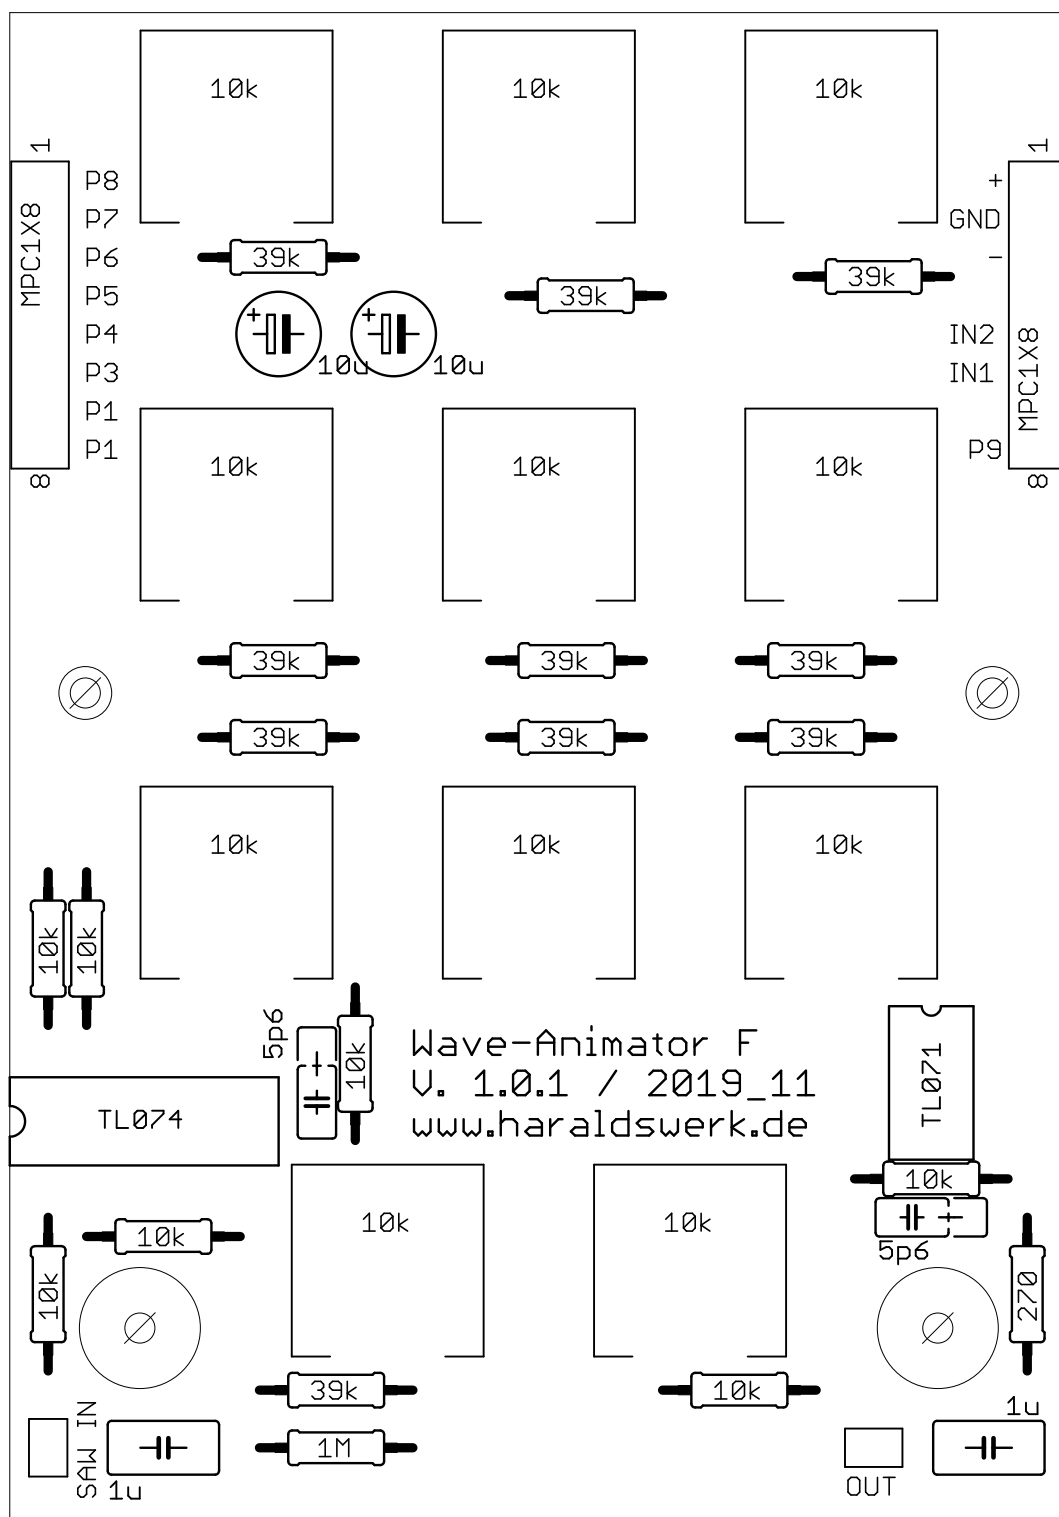 10k 10k 10k
1 1
P8 +
MPC1X8
P7 GND
P6 39k -
39k
P5 39k
P4 IN2
10u 10u
P3 IN1
MPC1X8
P1
P1 P9
10k 10k 10k
8 8
39k 39k 39k
39k 39k 39k
10k 10k 10k
10k 10k
5p6
10k
Wave-Animator F
V. 1.0.1 / 2019_11
www.haraldswerk.de
TL071
TL074
10k
10k 10k
10k
5p6
10k
270
39k 10k
1u
SAW IN
1M
1u
OUT